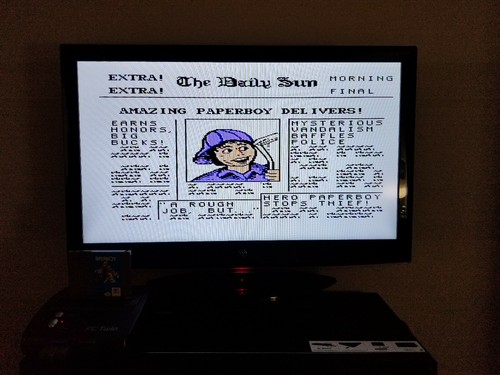 EXTRA!
EXTRA!
The Daily Sun
MORNING
FINAL
AMAZING PAPERBOY DELIVERS!
EARNS
HONORS,
BIG
BUCKS!
MYSTERIOUS
VANDALISM
BAFFLES
POLICE
"A ROUGH
JOB, BUT..."
HERO PAPERBOY
STOPS THIEF!